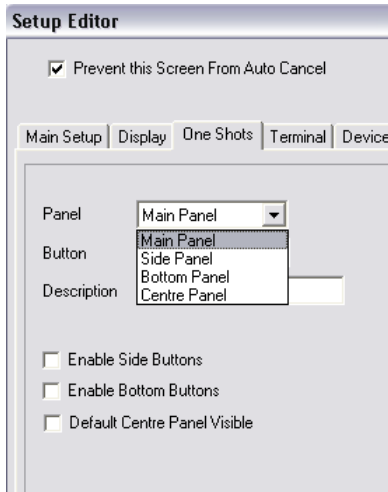 Setup Editor
Prevent this Screen From Auto Cancel
Main Setup Display One Shots Terminal Device
Panel Main Panel
Main Panel
Button Side Panel
Bottom Panel
Description Centre Panel
Enable Side Buttons
Enable Bottom Buttons
Default Centre Panel Visible